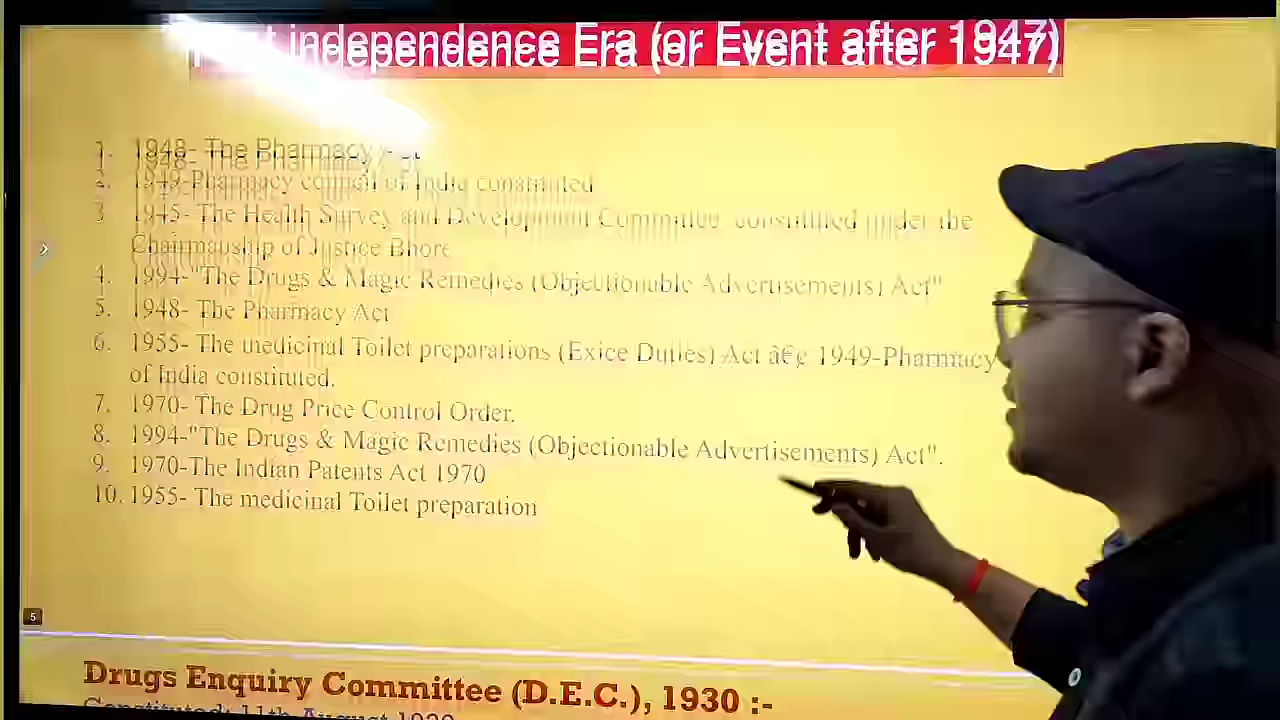 independence Era (or Event after 1947)
1. 1948- The Pharmacy
2. 1949-Pharmacy council of India constituted
3. 1945- The Health Survey and Development Committee, constituted under the
Chairmanship of Justice Bhore
4. 1994-"The Drugs & Magic Remedies (Objectionable Advertisements) Act"
5. 1948- The Pharmacy Act
6. 1955- The medicinal Toilet preparations (Exice Duties) Act • 1949-Pharmacy
of India constituted.
7. 1970- The Drug Price Control Order.
8. 1994-"The Drugs & Magic Remedies (Objectionable Advertisements) Act".
9. 1970-The Indian Patents Act 1970
10. 1955- The medicinal Toilet preparation
5
Drugs Enquiry Committee (D.E.C.), 1930 :-
Constituted: 11th August 1930